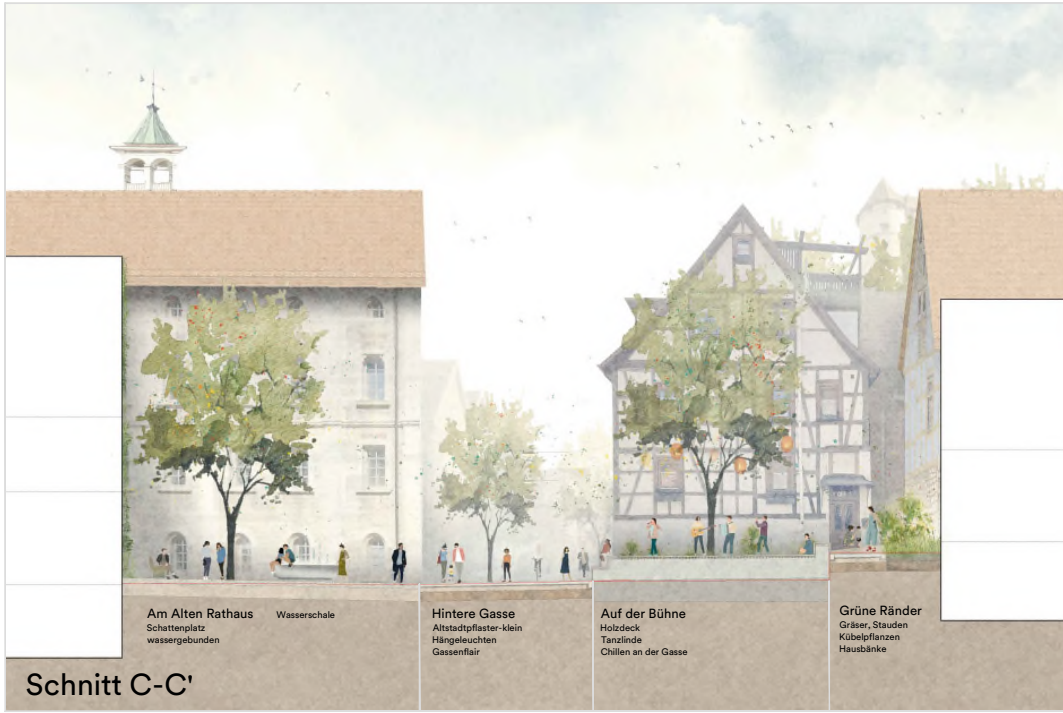 Am Alten Rathaus
Schattenplatz
wassergebunden
Wasserschale
Hintere Gasse
Altstadtpflaster-klein
Hängeleuchten
Gassenflair
Auf der Bühne
Holzdeck
Tanzlinde
Chillen an der Gasse
Grüne Ränder
Gräser, Stauden
Kübelpflanzen
Hausbänke
Schnitt C-C'